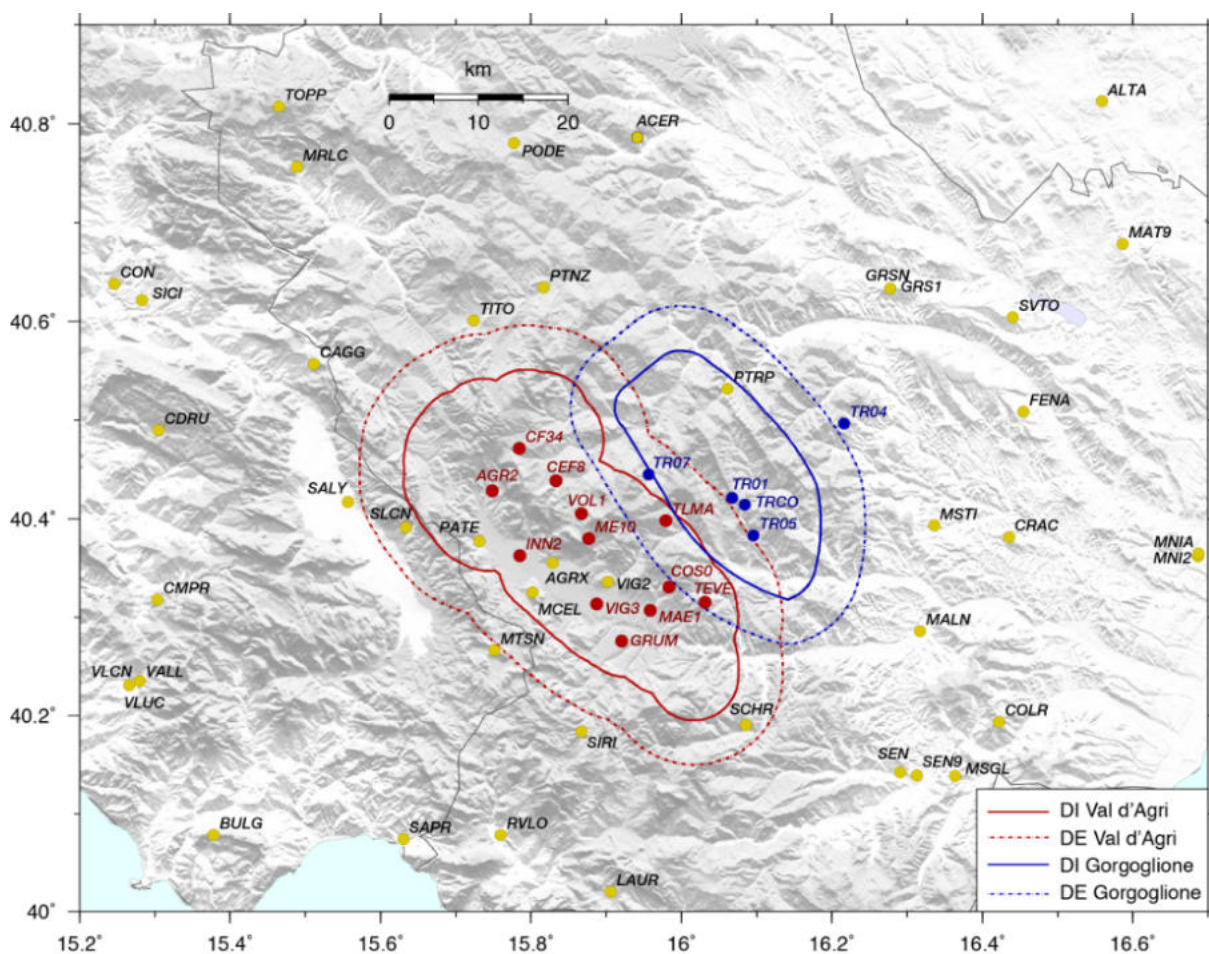 km
0 10 20
TOPP
ALTA
ACER
PODE
MRLC
MAT9
CON
SICI
PTNZ
GRSN
GRS1
TITO
SVTO
CAGG
PTRP
CDRU
TR04
FENA
CF34
CEF8
AGR2
TR07
TR01
TRCO
SALY
SLCN
VOL1
TLMA
PATE
ME10
TR05
MSTI
CRAC
INN2
MNIA
MNI2
AGRX
VIG2
COS0
TEVE
CMPR
MCEL
VIG3
MAE1
MALN
MTSN
GRUM
VLCN
VALL
VLUC
SCHR
COLR
SIRI
SEN
SEN9
MSGL
BULG
SAPR
RVLO
LAUR
DI Val d'Agri
DE Val d'Agri
DI Gorgoglione
DE Gorgoglione
40.8˚
40.6˚
40.4˚
40.2˚
40˚
15.2˚ 15.4˚ 15.6˚ 15.8˚ 16˚ 16.2˚ 16.4˚ 16.6˚